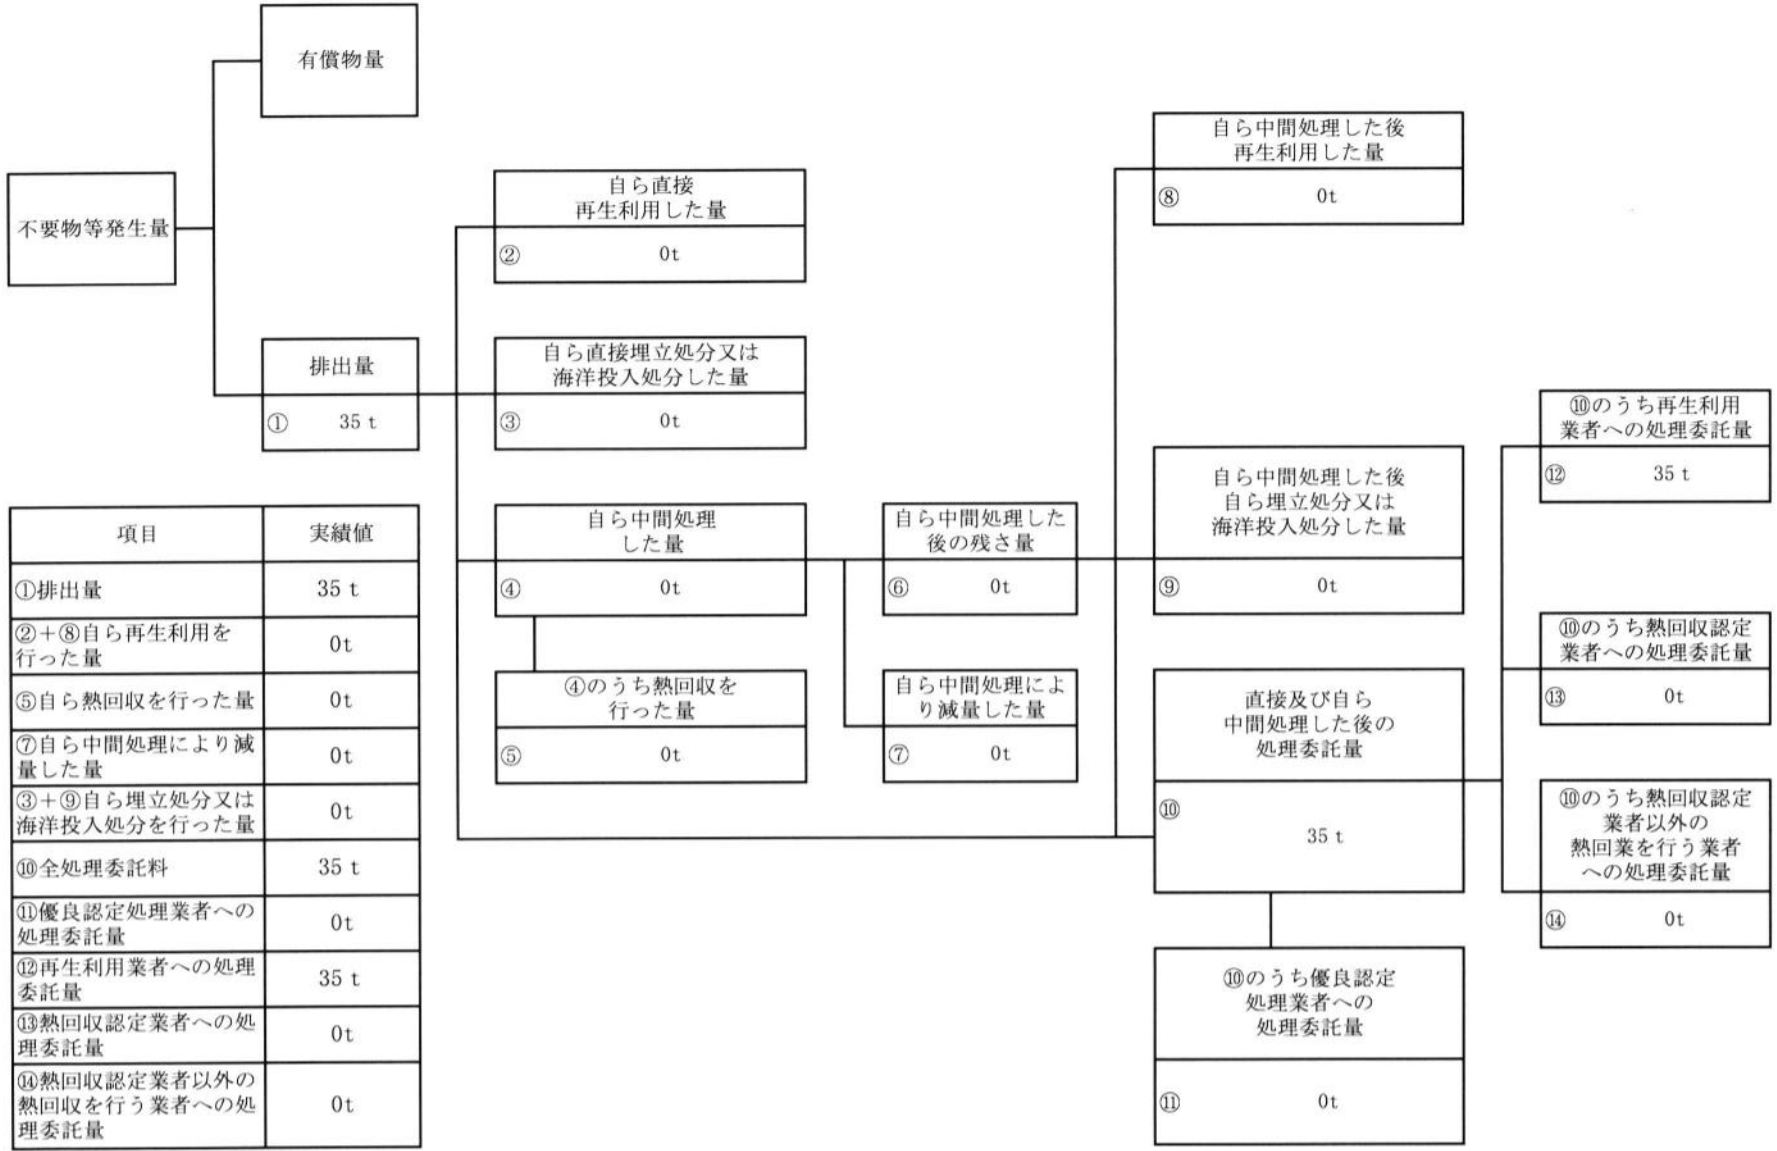 有償物量
不要物等発生量
排出量
① 35 t
自ら直接
再生利用した量
② 0t
自ら直接埋立処分又は
海洋投入処分した量
③ 0t
自ら中間処理
した量
④ 0t
④のうち熱回収を
行った量
⑤ 0t
自ら中間処理した
後の残さ量
⑥ 0t
自ら中間処理によ
り減量した量
⑦ 0t
自ら中間処理した後
再生利用した量
⑧ 0t
自ら中間処理した後
自ら埋立処分又は
海洋投入処分した量
⑨ 0t
直接及び自ら
中間処理した後の
処理委託量
⑩
35 t
⑩のうち優良認定
処理業者への
処理委託量
⑪ 0t
⑩のうち再生利用
業者への処理委託量
⑫ 35 t
⑩のうち熱回収認定
業者への処理委託量
⑬ 0t
⑩のうち熱回収認定
業者以外の
熱回業を行う業者
への処理委託量
⑭ 0t
項目 実績値
①排出量 35 t
②＋⑧自ら再生利用を
行った量 0t
⑤自ら熱回収を行った量 0t
⑦自ら中間処理により減
量した量 0t
③＋⑨自ら埋立処分又は
海洋投入処分を行った量 0t
⑩全処理委託料 35 t
⑪優良認定処理業者への
処理委託量 0t
⑫再生利用業者への処理
委託量 35 t
⑬熱回収認定業者への処
理委託量 0t
⑭熱回収認定業者以外の
熱回収を行う業者への処
理委託量 0t